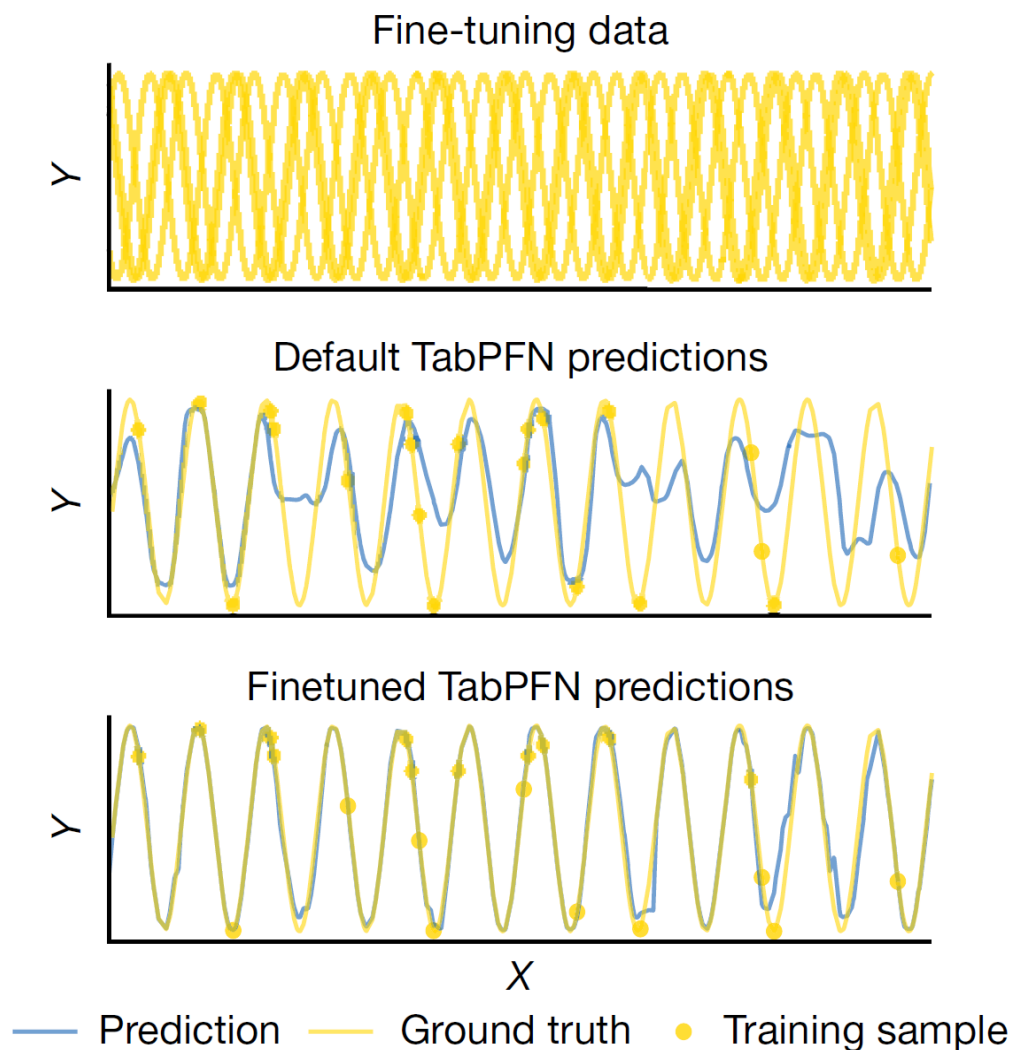 Fine-tuning data
Y
Default TabPFN predictions
Y
Finetuned TabPFN predictions
Y
X
Prediction Ground truth Training sample